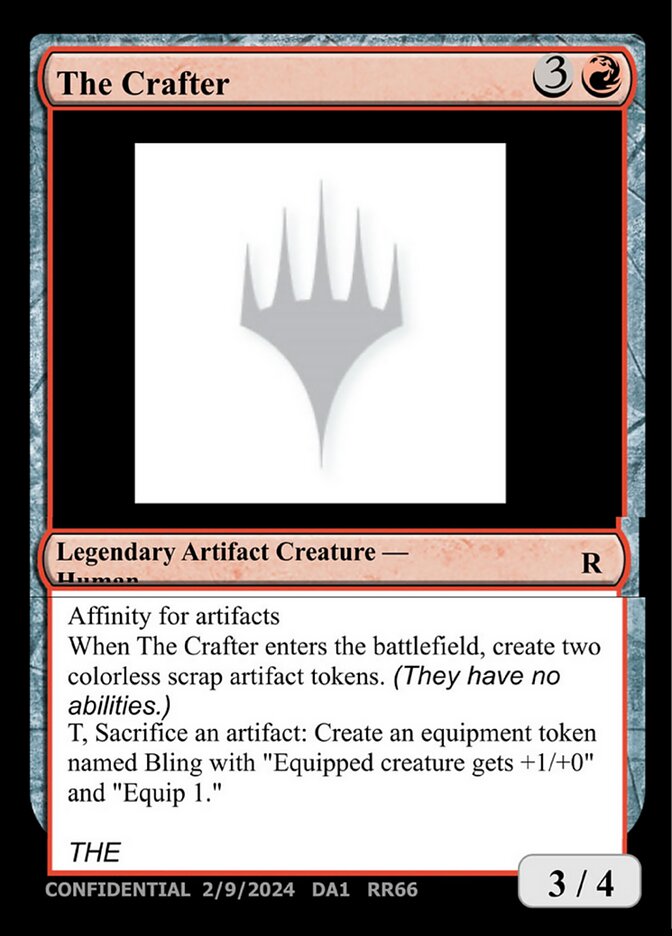 The Crafter 3
Legendary Artifact Creature —
Human
R
Affinity for artifacts
When The Crafter enters the battlefield, create two
colorless scrap artifact tokens. (They have no
abilities.)
T, Sacrifice an artifact: Create an equipment token
named Bling with "Equipped creature gets +1/+0"
and "Equip 1."
THE
3 / 4
CONFIDENTIAL 2/9/2024 DA1 RR66